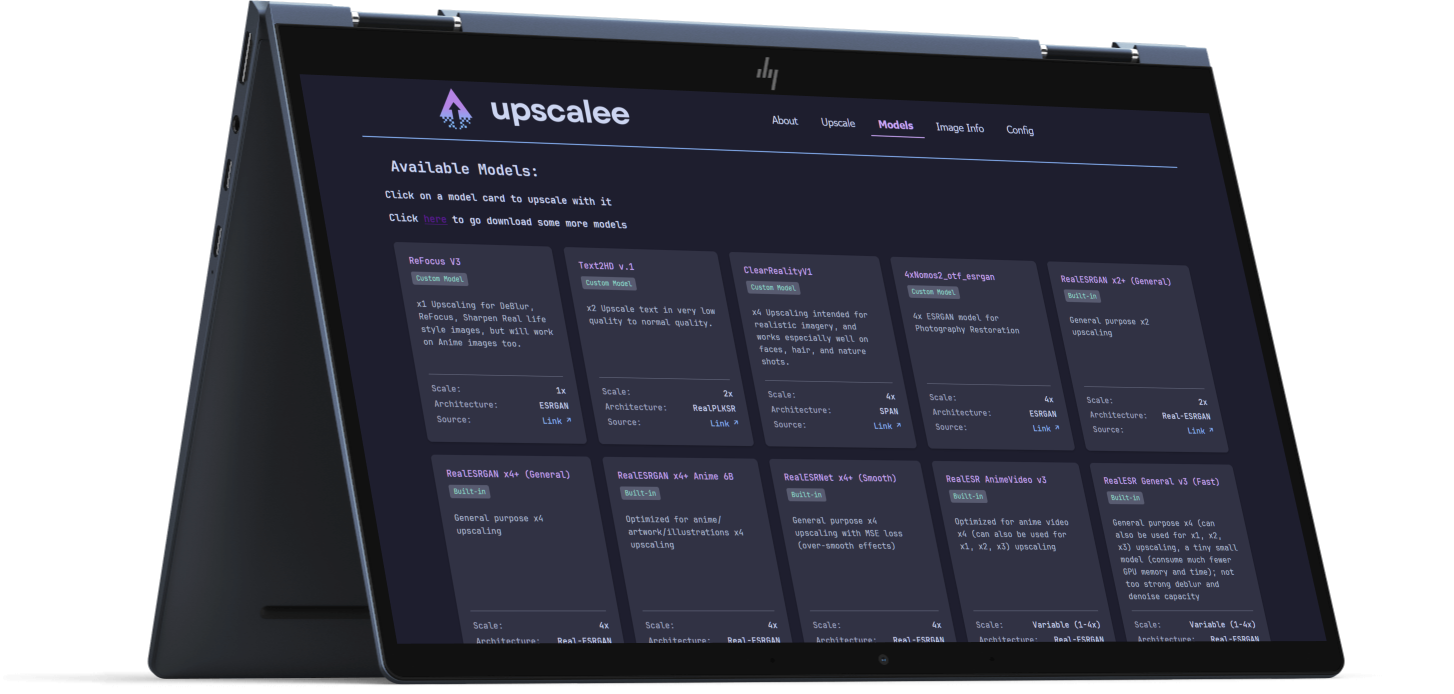 upscalee
About
Upscale
Models
Image Info
Config
Available Models:
Click on a model card to upscale with it
Click here to go download some more models
ReFocus V3
Custom Model
x1 Upscaling for DeBlur,
ReFocus, Sharpen Real life
style images, but will work
on Anime images too.
Scale: 1x
Architecture: ESRGAN
Source: Link ↗
Text2HD v.1
Custom Model
x2 Upscale text in very low
quality to normal quality.
Scale: 2x
Architecture: RealPLKSR
Source: Link ↗
ClearRealityV1
Custom Model
x4 Upscaling intended for
realistic imagery, and
works especially well on
faces, hair, and nature
shots.
Scale: 4x
Architecture: SPAN
Source: Link ↗
4xNomos2_otf_esrgan
Custom Model
4x ESRGAN model for
Photography Restoration
Scale: 4x
Architecture: ESRGAN
Source: Link ↗
RealESRGAN x2+ (General)
Built-in
General purpose x2
upscaling
Scale: 2x
Architecture: Real-ESRGAN
Source: Link ↗
RealESRGAN x4+ (General)
Built-in
General purpose x4
upscaling
Scale: 4x
Architecture: Real-ESRGAN
RealESRGAN x4+ Anime 6B
Built-in
Optimized for anime/
artwork/illustrations x4
upscaling
Scale: 4x
Architecture: Real-ESRGAN
RealESRNet x4+ (Smooth)
Built-in
General purpose x4
upscaling with MSE loss
(over-smooth effects)
Scale: 4x
Architecture: Real-ESRGAN
RealESR AnimeVideo v3
Built-in
Optimized for anime video
x4 (can also be used for
x1, x2, x3) upscaling
Scale: Variable (1-4x)
Architecture: Real-ESRGAN
RealESR General v3 (Fast)
Built-in
General purpose x4 (can
also be used for x1, x2,
x3) upscaling, a tiny small
model (consume much fewer
GPU memory and time); not
too strong deblur and
denoise capacity
Scale: Variable (1-4x)
Architecture: Real-ESRGAN